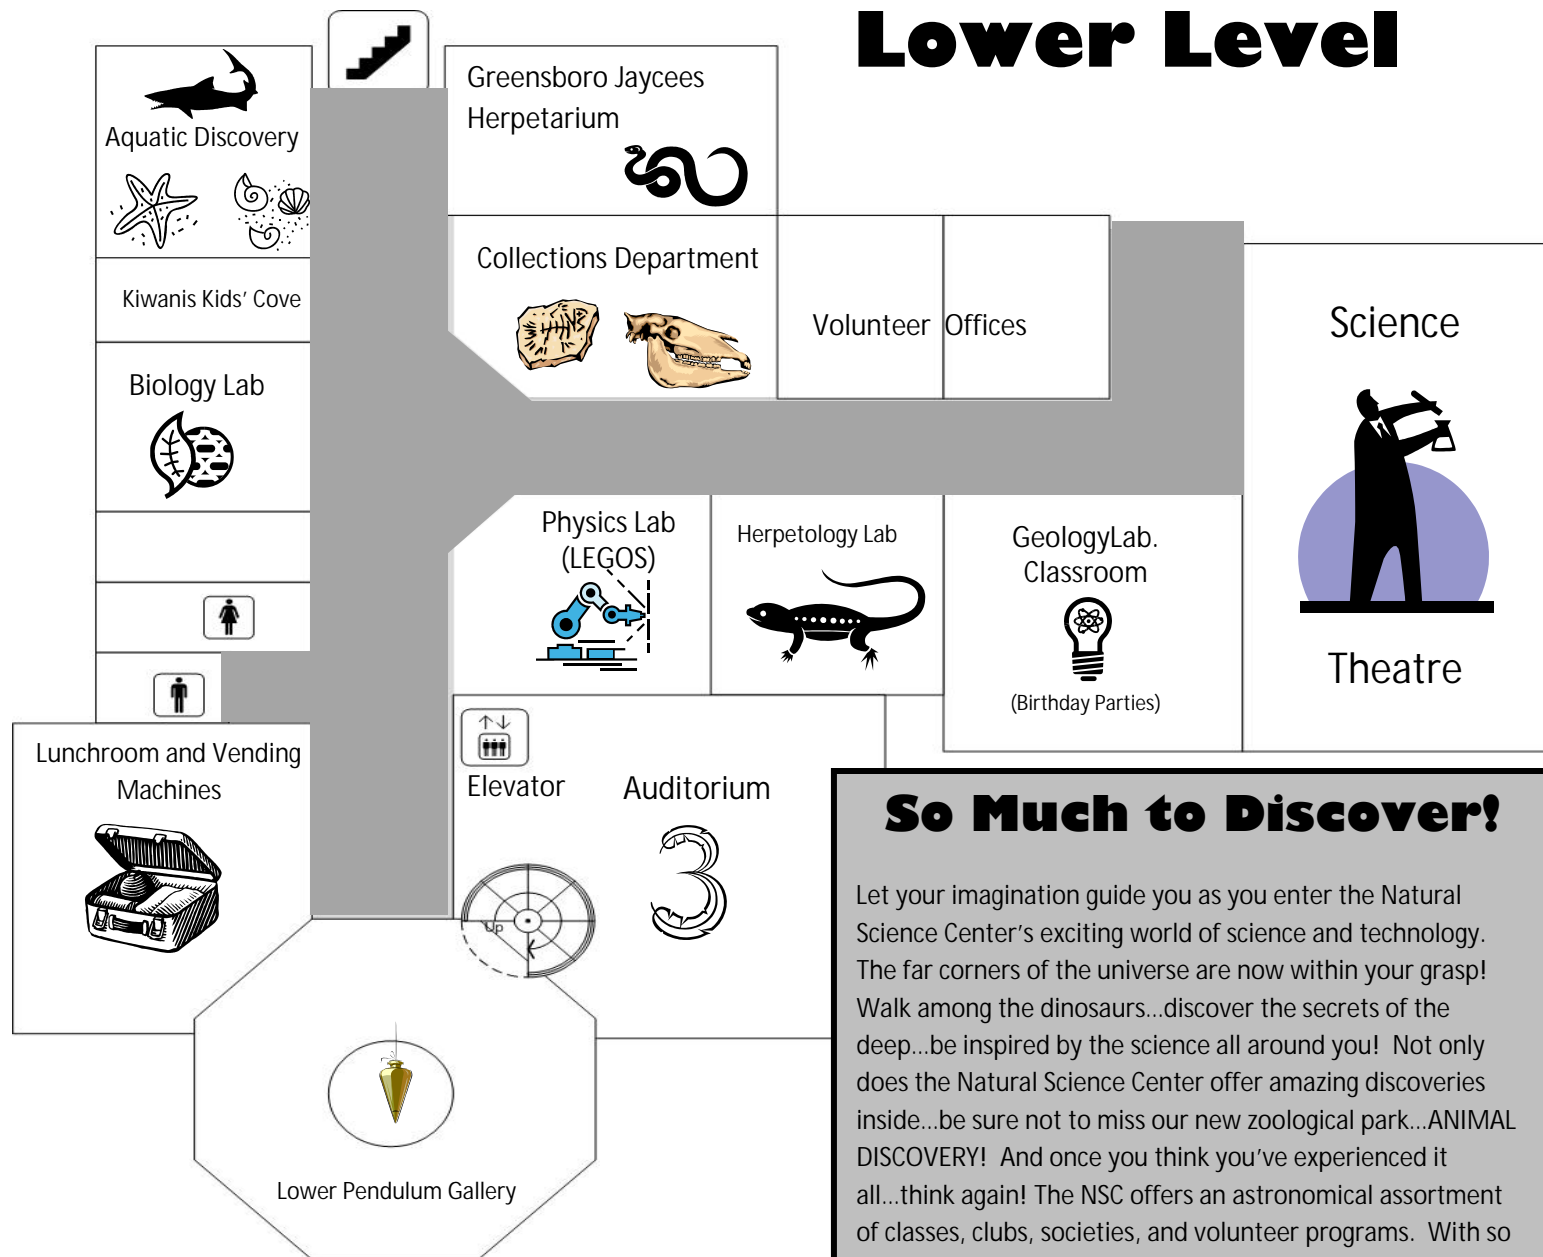 Lower Level
Greensboro Jaycees
Herpetarium
Aquatic Discovery
Collections Department
Kiwanis Kids’ Cove
Volunteer Offices
Science
Biology Lab
Physics Lab
(LEGOS)
Herpetology Lab
GeologyLab.
Classroom
Theatre
(Birthday Parties)
Lunchroom and Vending
Machines
Elevator
Auditorium
Up
Lower Pendulum Gallery
So Much to Discover!
Let your imagination guide you as you enter the Natural
Science Center’s exciting world of science and technology.
The far corners of the universe are now within your grasp!
Walk among the dinosaurs...discover the secrets of the
deep...be inspired by the science all around you! Not only
does the Natural Science Center offer amazing discoveries
inside...be sure not to miss our new zoological park...ANIMAL
DISCOVERY! And once you think you’ve experienced it
all...think again! The NSC offers an astronomical assortment
of classes, clubs, societies, and volunteer programs. With so